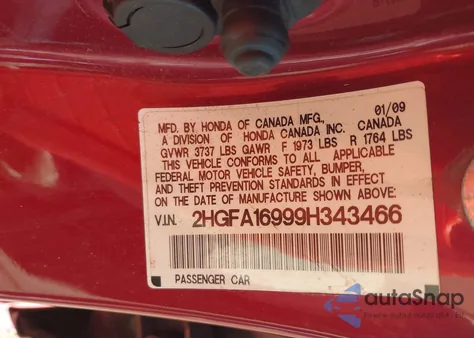 MFD. BY HONDA OF CANADA MFG., 01/09
A DIVISION OF HONDA CANADA INC. CANADA
GVWR 3737 LBS GAWR F 1973 LBS R 1764 LBS
THIS VEHICLE CONFORMS TO ALL APPLICABLE
FEDERAL MOTOR VEHICLE SAFETY, BUMPER,
AND THEFT PREVENTION STANDARDS IN EFFECT
ON THE DATE OF MANUFACTURE SHOWN ABOVE.
V.I.N. 2HGFA16999H343466
PASSENGER CAR
autoSnap